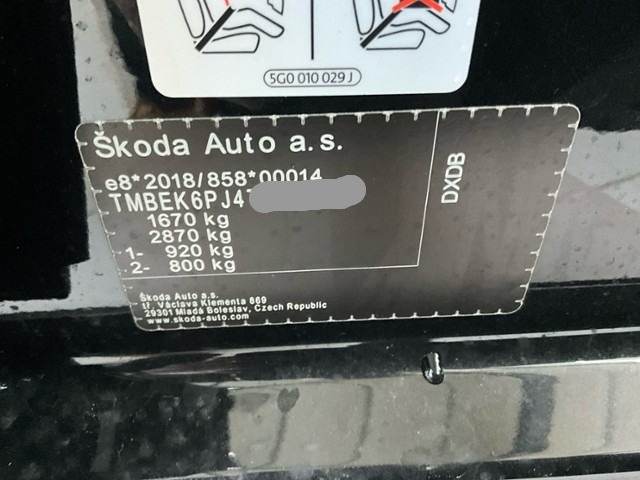 5G0 010 029 J
Škoda Auto a.s.
e8*2018/858*00014
TMBEK6PJ4
1670 kg
2870 kg
1- 920 kg
2- 800 kg
DXDB
Škoda Auto a.s.
tř. Václava Klementa 869
29301 Mladá Boleslav, Czech Republic
www.skoda-auto.com